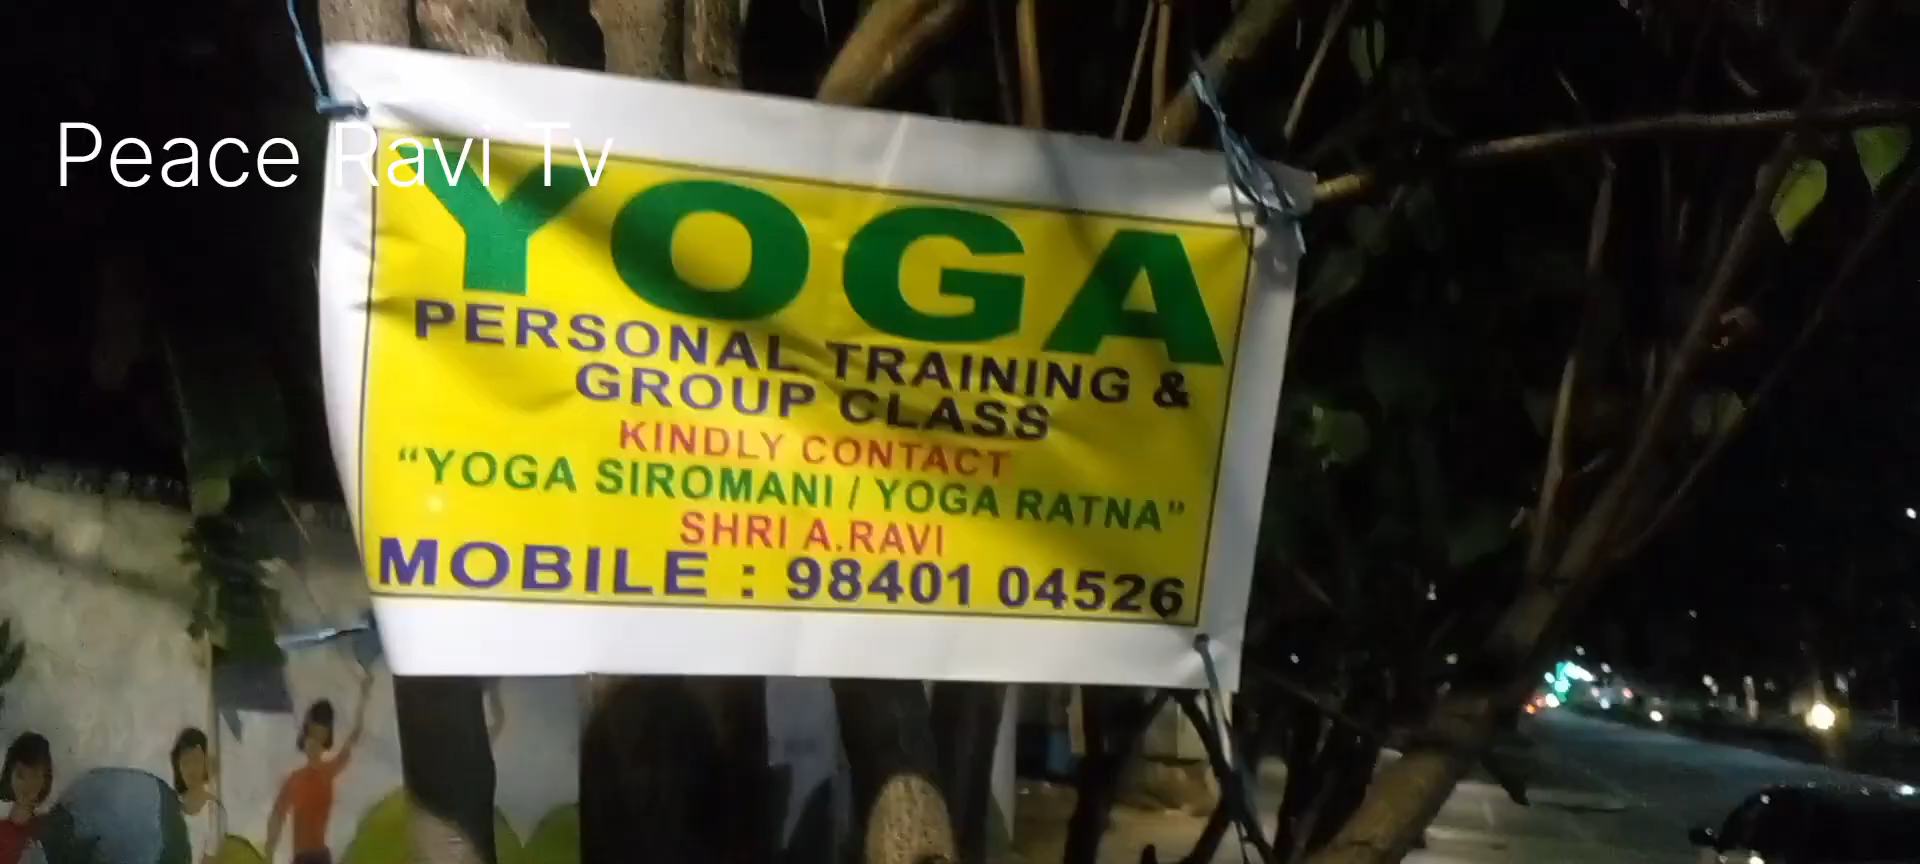 Peace Ravi Tv
YOGA
PERSONAL TRAINING &
GROUP CLASS
KINDLY CONTACT
“YOGA SIROMANI / YOGA RATNA”
SHRI A.RAVI
MOBILE : 98401 04526